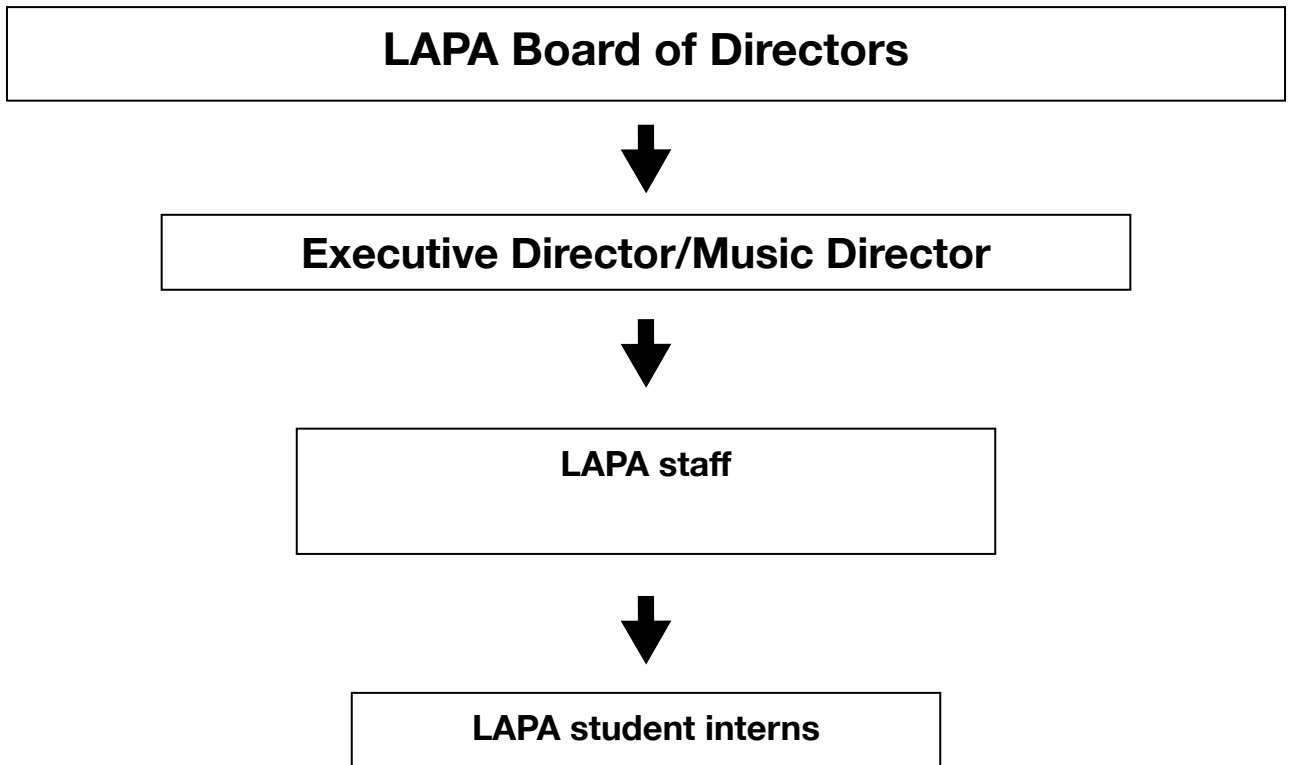 LAPA Board of Directors
Executive Director/Music Director
LAPA staff
LAPA student interns